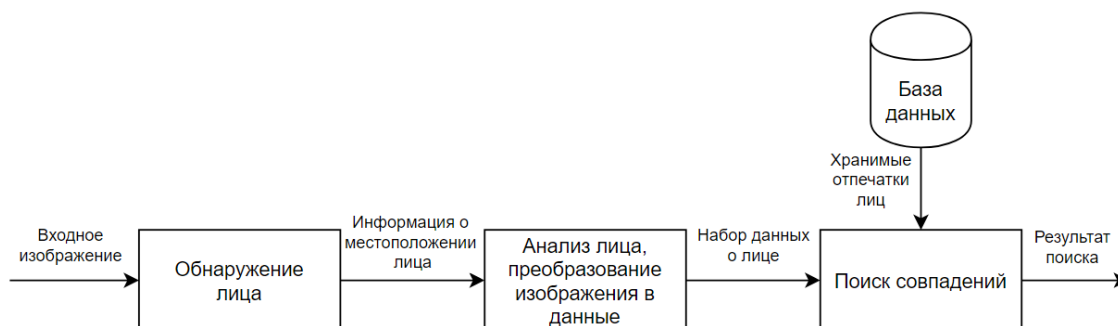 База
данных
Хранимые
отпечатки
лиц
Входное
изображение
Обнаружение
лица
Информация о
местоположении
лица
Анализ лица,
преобразование
изображения в
данные
Набор данных
о лице
Поиск совпадений
Результат
поиска